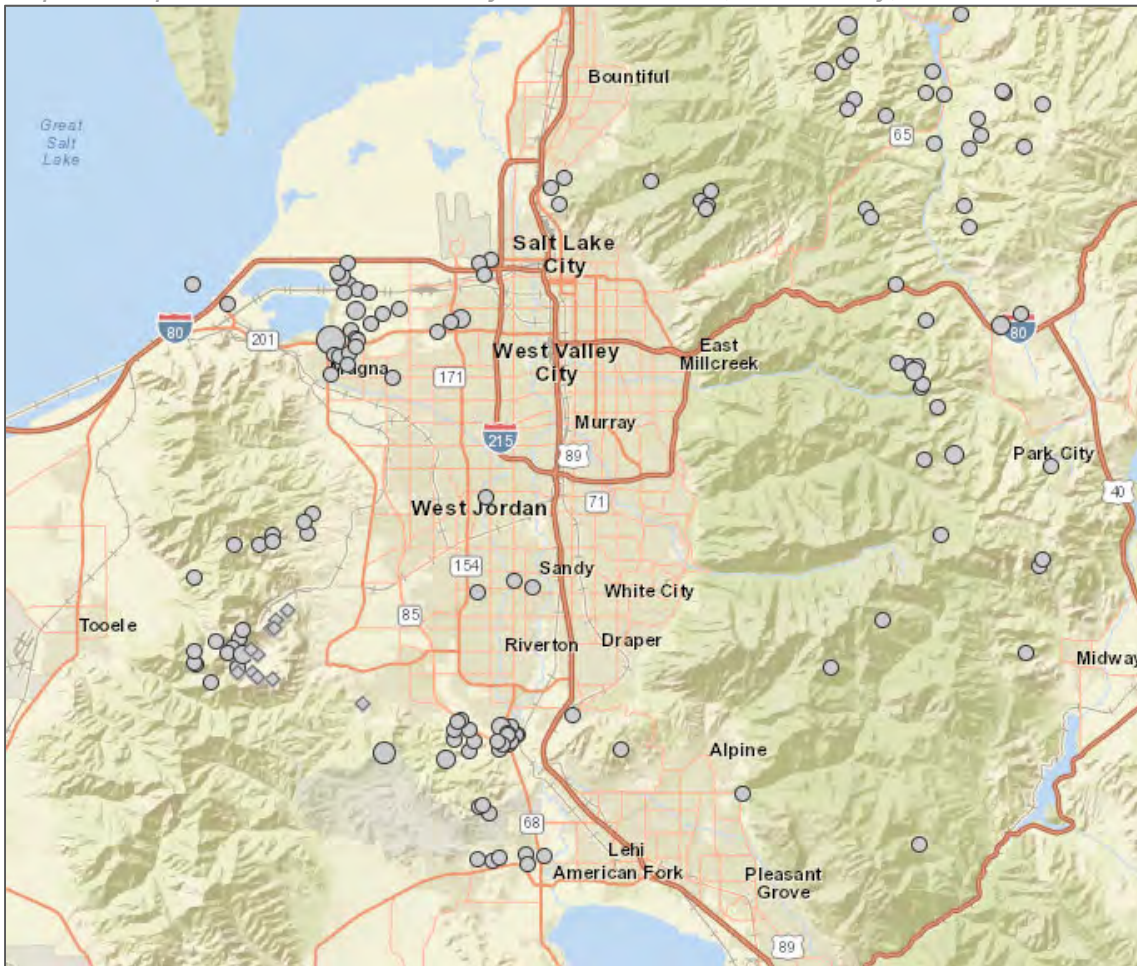 Bountiful
Great
Salt
Lake
65
Salt Lake
City
80
201
80
East
Millcreek
West Valley
City
171
Murray
215
89
Park City
40
West Jordan
71
154
Sandy
White City
85
Tooele
Riverton
Draper
Midway
Alpine
68
Lehi
American Fork
Pleasant
Grove
89